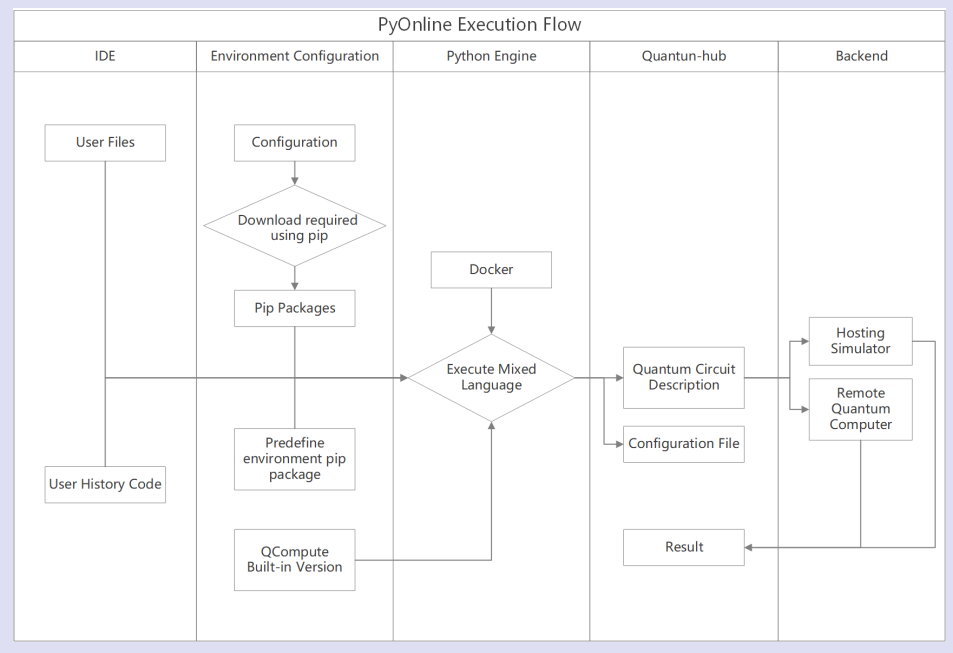 PyOnline Execution Flow
IDE
Environment Configuration
Python Engine
Quantun-hub
Backend
User Files
User History Code
Configuration
Download required
using pip
Pip Packages
Predefine
environment pip
package
QCompute
Built-in Version
Docker
Execute Mixed
Language
Quantum Circuit
Description
Configuration File
Result
Hosting
Simulator
Remote
Quantum
Computer